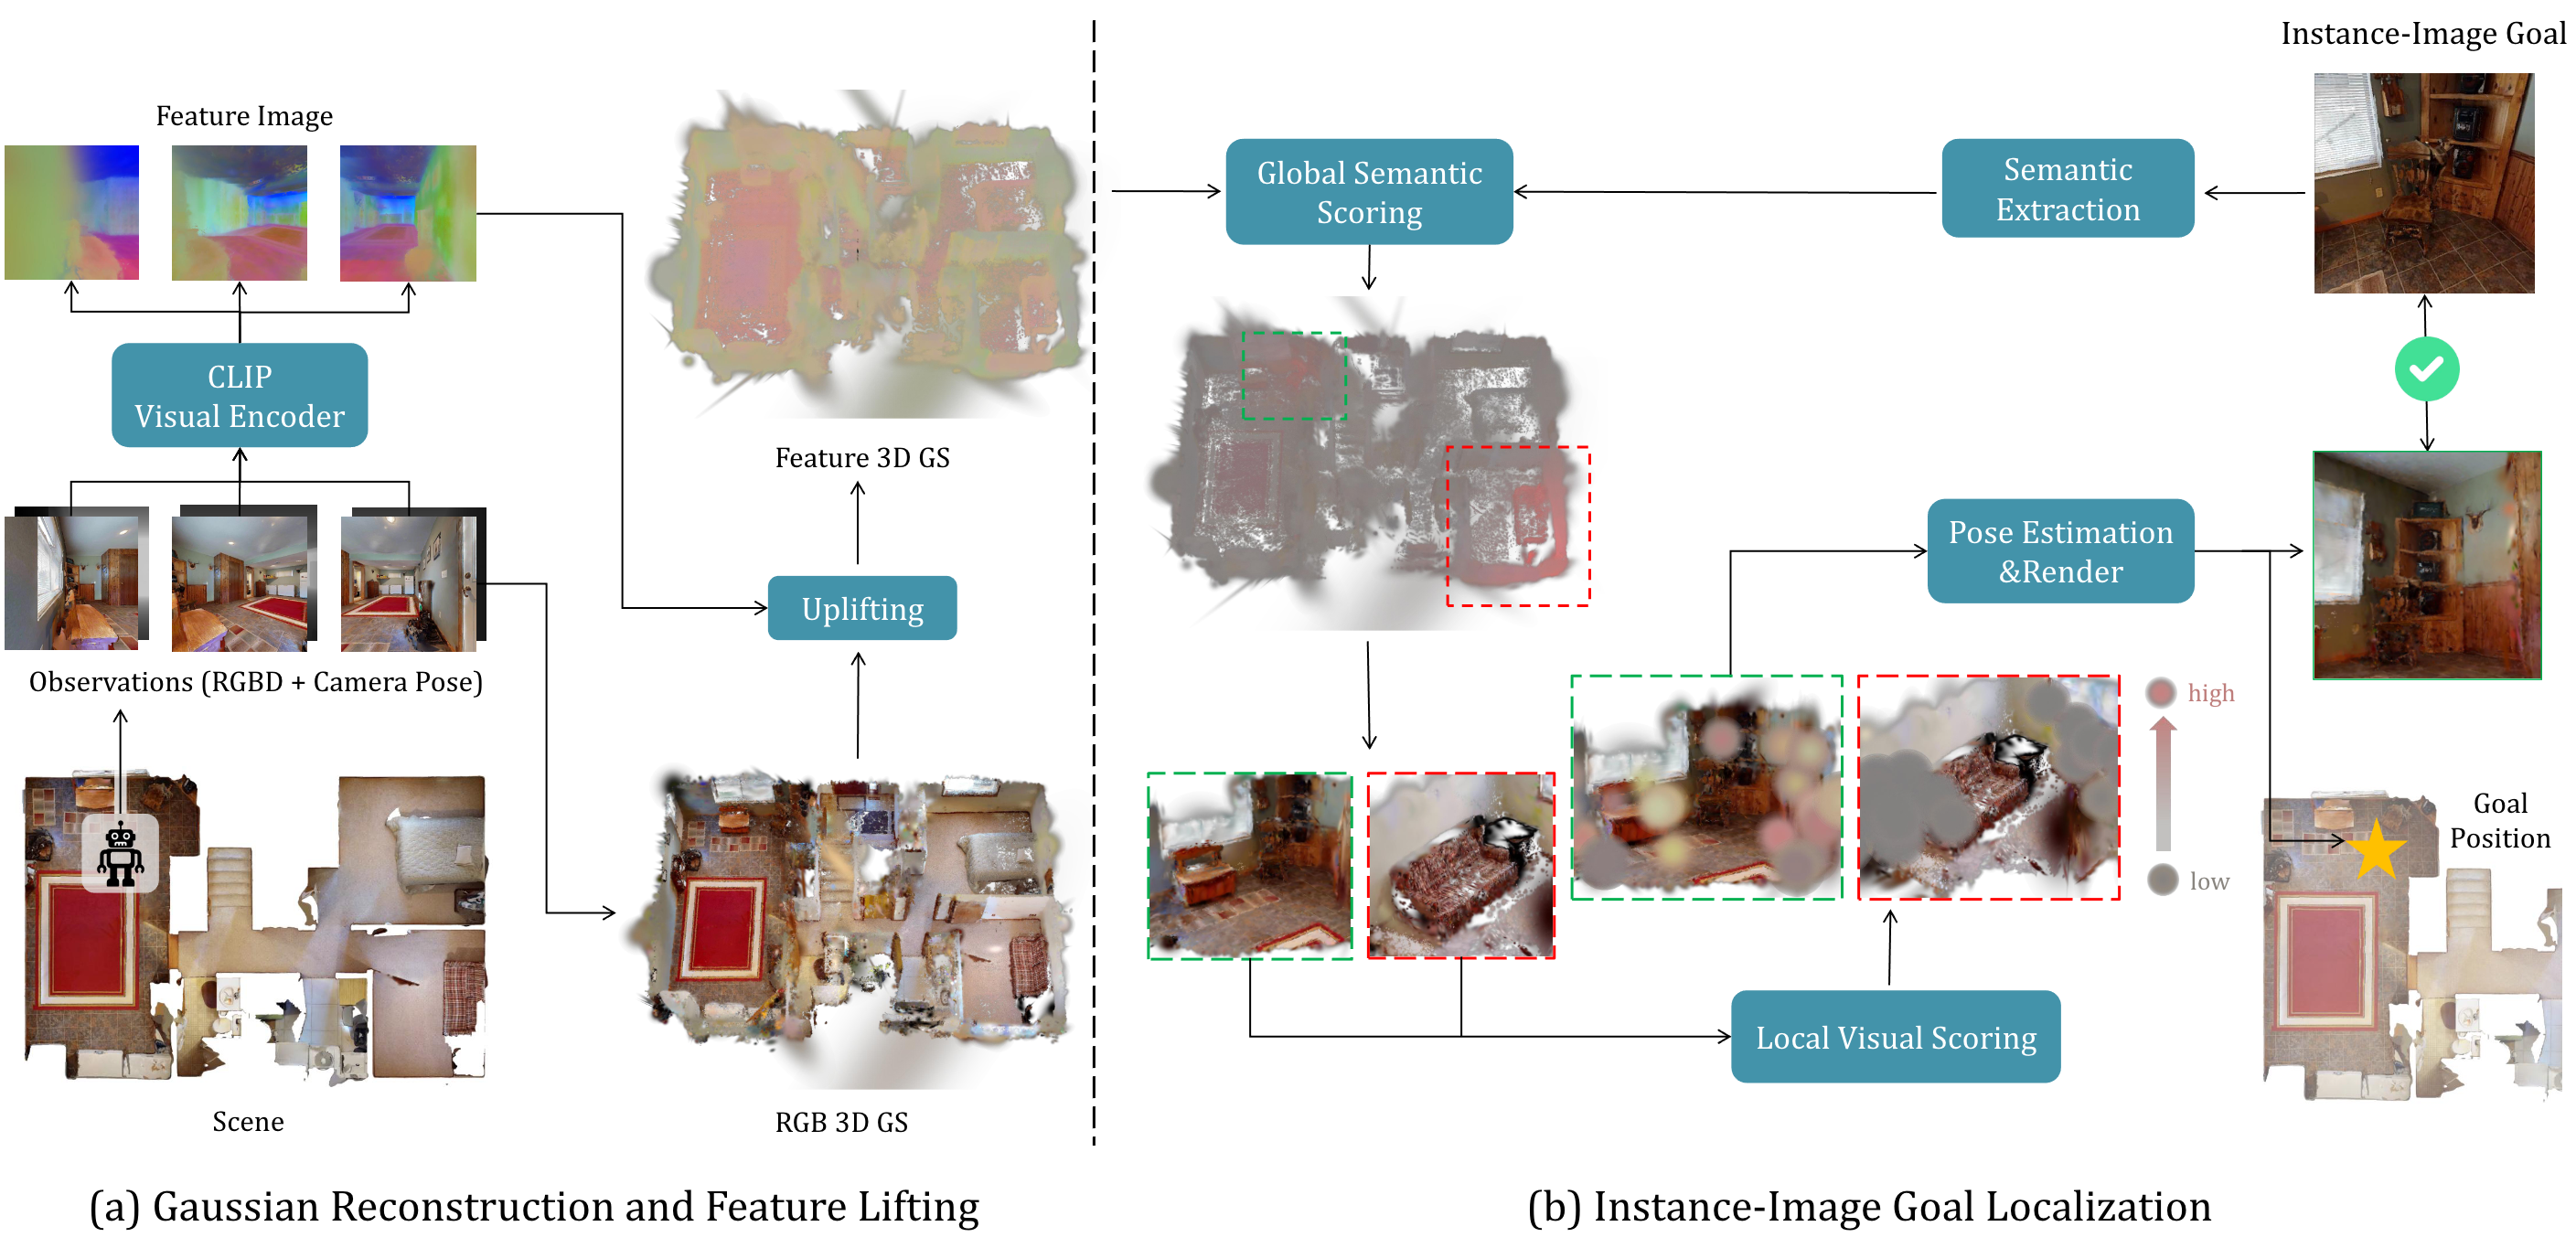 Feature Image
CLIP
Visual Encoder
Observations (RGBD + Camera Pose)
Scene
Feature 3D GS
Uplifting
RGB 3D GS
(a) Gaussian Reconstruction and Feature Lifting
Instance-Image Goal
Global Semantic
Scoring
Semantic
Extraction
Pose Estimation
&Render
high
low
Goal
Position
Local Visual Scoring
(b) Instance-Image Goal Localization